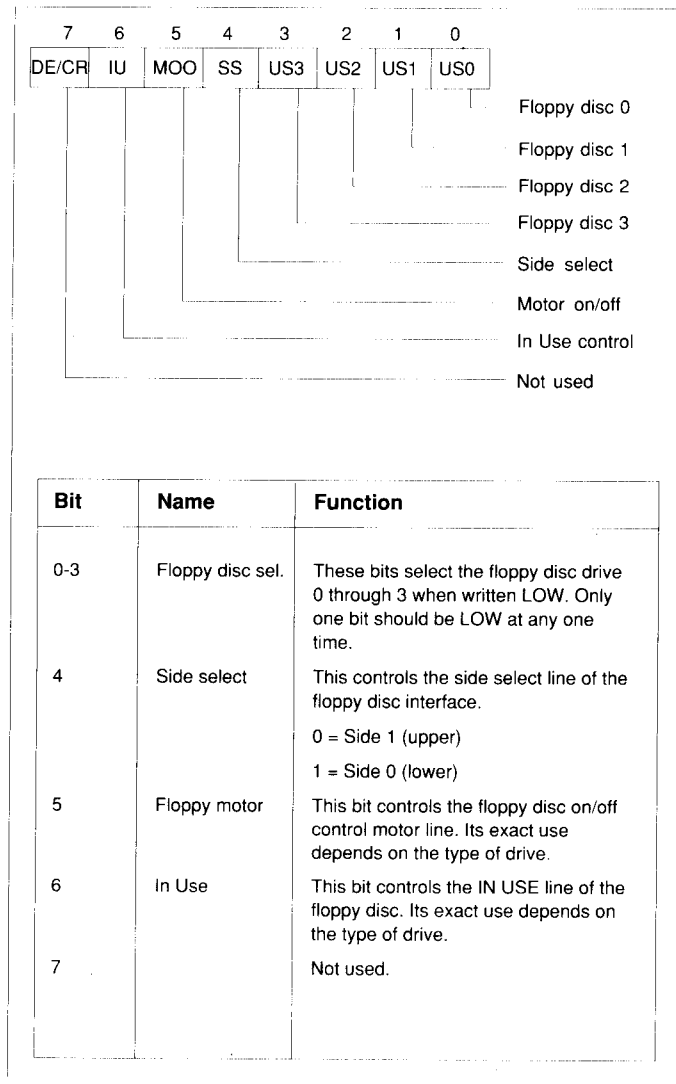 7 6 5 4 3 2 1 0
DE/CR IU MOO SS US3 US2 US1 US0
Floppy disc 0
Floppy disc 1
Floppy disc 2
Floppy disc 3
Side select
Motor on/off
In Use control
Not used
Bit Name Function
0-3 Floppy disc sel. These bits select the floppy disc drive
0 through 3 when written LOW. Only
one bit should be LOW at any one
time.
4 Side select This controls the side select line of the
floppy disc interface.
0 = Side 1 (upper)
1 = Side 0 (lower)
5 Floppy motor This bit controls the floppy disc on/off
control motor line. Its exact use
depends on the type of drive.
6 In Use This bit controls the IN USE line of the
floppy disc. Its exact use depends on
the type of drive.
7 Not used.